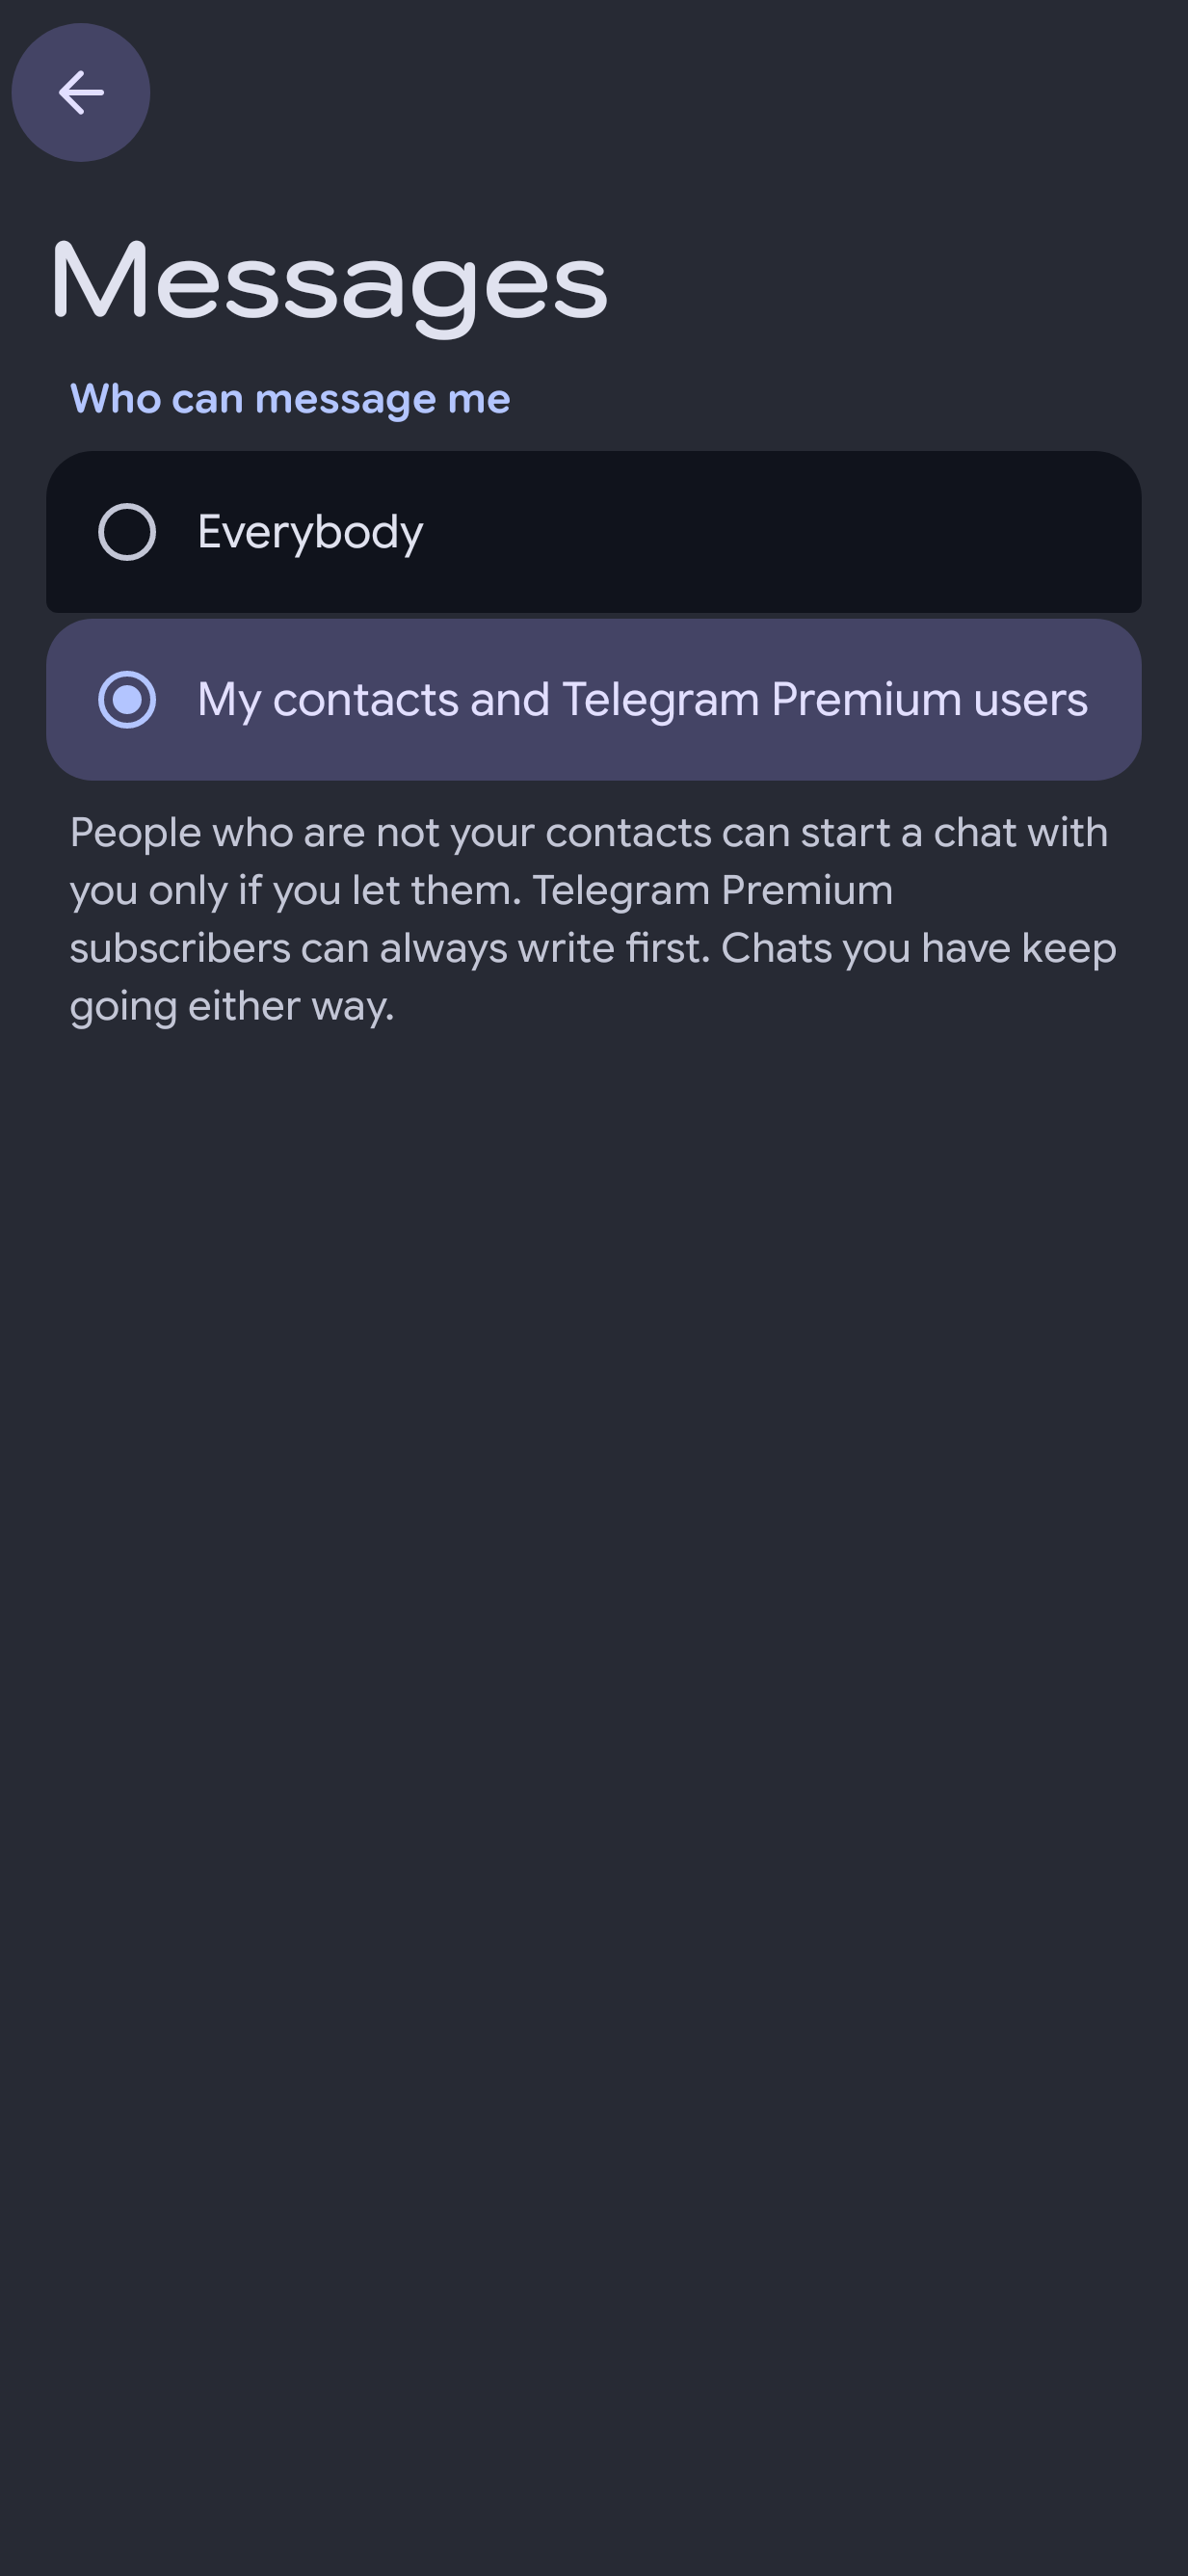 Messages
Who can message me
Everybody
My contacts and Telegram Premium users
People who are not your contacts can start a chat with
you only if you let them. Telegram Premium
subscribers can always write first. Chats you have keep
going either way.